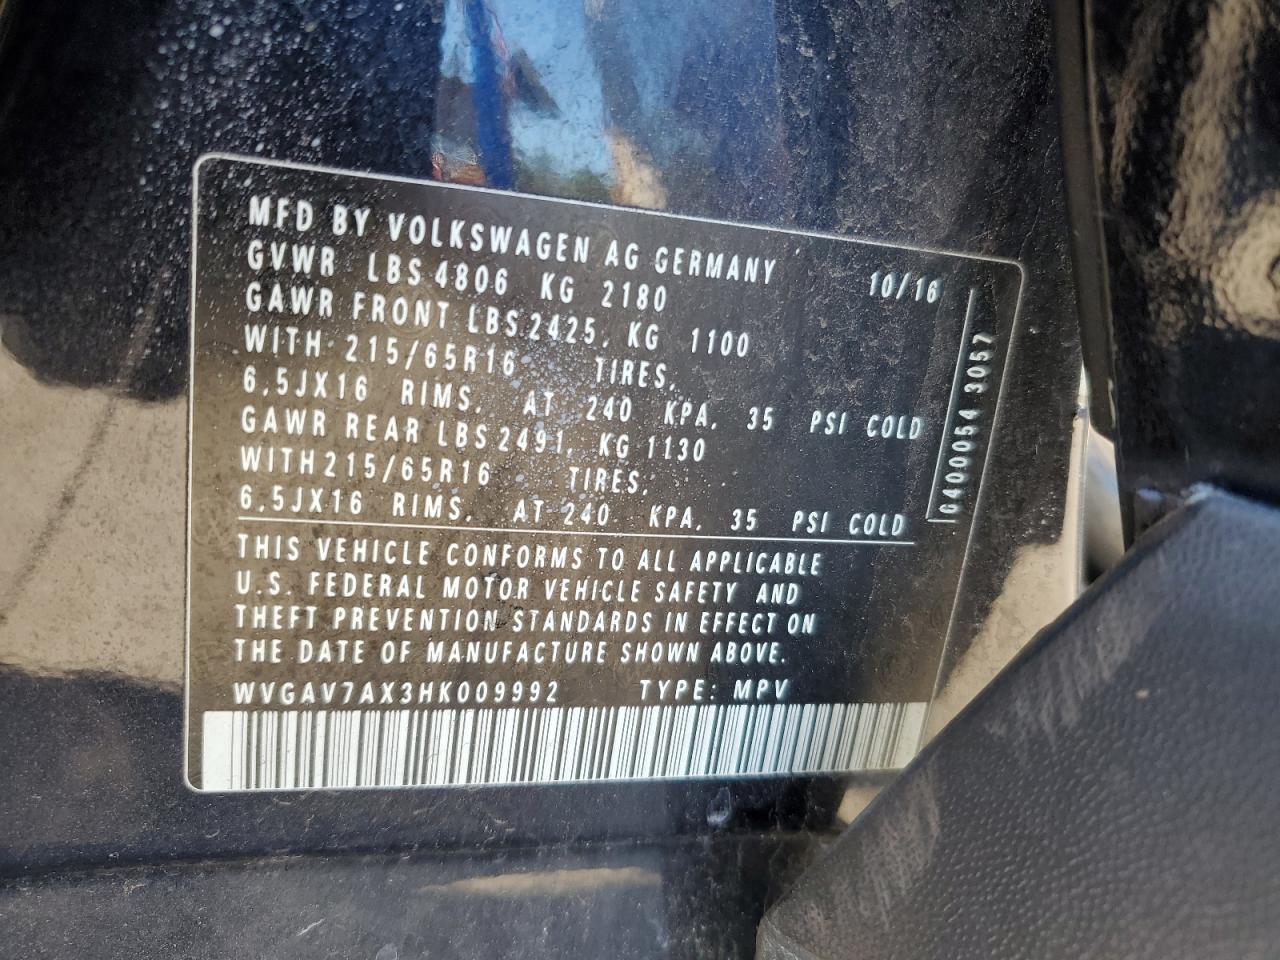 MFD BY VOLKSWAGEN AG GERMANY 10/16
GVWR LBS 4806 KG 2180
GAWR FRONT LBS 2425, KG 1100
WITH 215/65R16 TIRES,
6,5JX16 RIMS, AT 240 KPA, 35 PSI COLD
GAWR REAR LBS 2491, KG 1130
WITH 215/65R16 TIRES,
6,5JX16 RIMS, AT 240 KPA, 35 PSI COLD
THIS VEHICLE CONFORMS TO ALL APPLICABLE
U.S. FEDERAL MOTOR VEHICLE SAFETY AND
THEFT PREVENTION STANDARDS IN EFFECT ON
THE DATE OF MANUFACTURE SHOWN ABOVE.
WVGAV7AX3HK009992 TYPE: MPV
0400054 3057